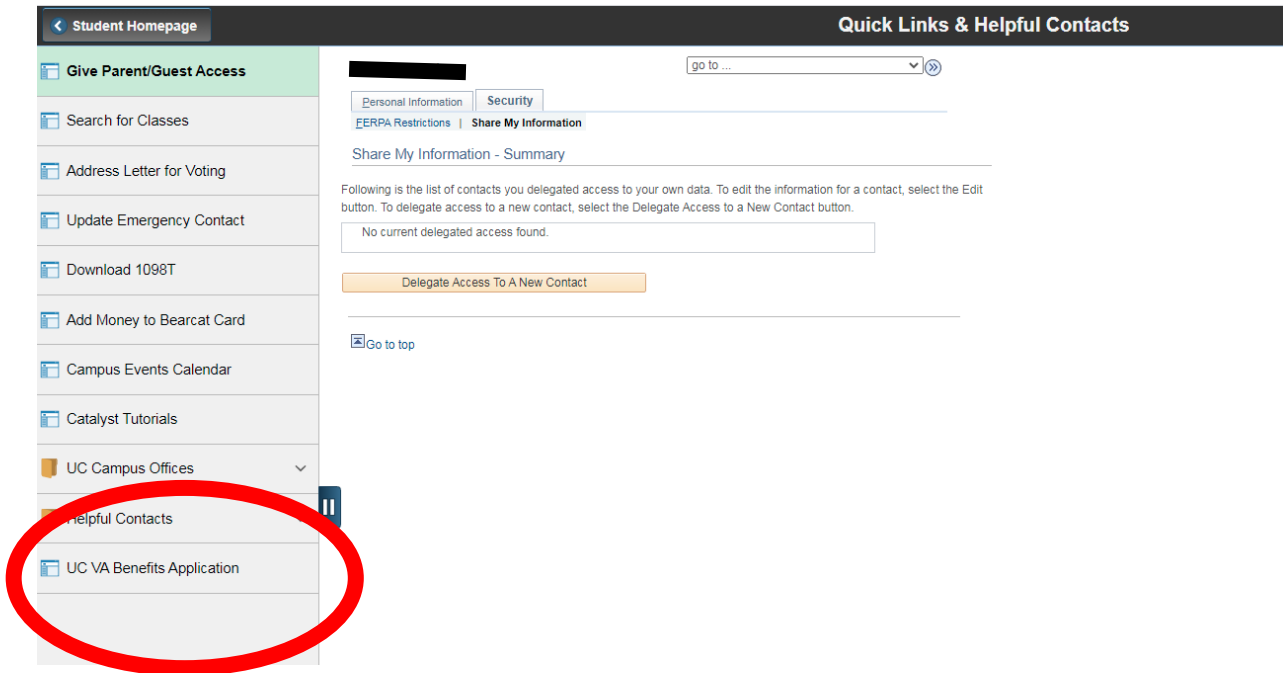 Student Homepage
Quick Links & Helpful Contacts
Give Parent/Guest Access
Search for Classes
Address Letter for Voting
Update Emergency Contact
Download 1098T
Add Money to Bearcat Card
Campus Events Calendar
Catalyst Tutorials
UC Campus Offices
Helpful Contacts
UC VA Benefits Application
go to ...
Personal Information
Security
FERPA Restrictions | Share My Information
Share My Information - Summary
Following is the list of contacts you delegated access to your own data. To edit the information for a contact, select the Edit
button. To delegate access to a new contact, select the Delegate Access to a New Contact button.
No current delegated access found.
Delegate Access To A New Contact
Go to top